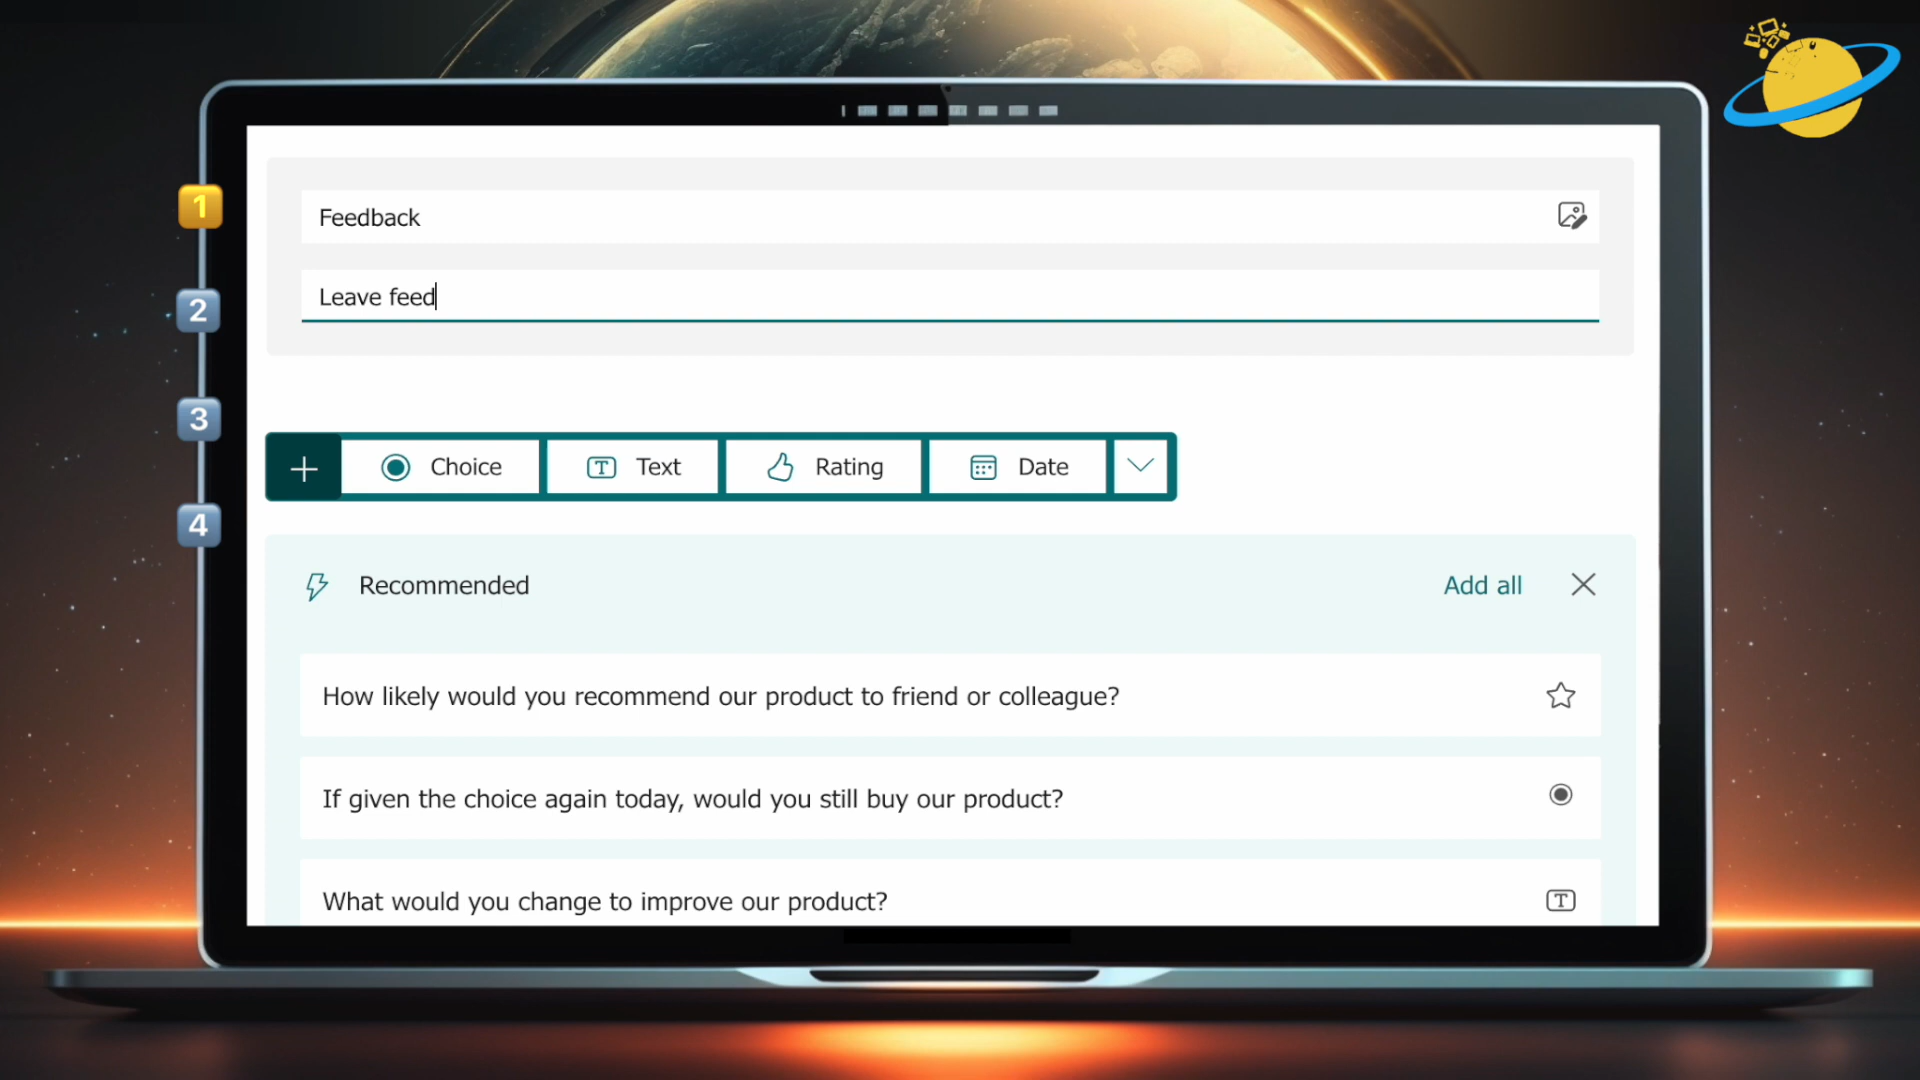 1
Feedback
2
Leave feed
3
Choice
Text
Rating
Date
4
Recommended
Add all
How likely would you recommend our product to friend or colleague?
If given the choice again today, would you still buy our product?
What would you change to improve our product?